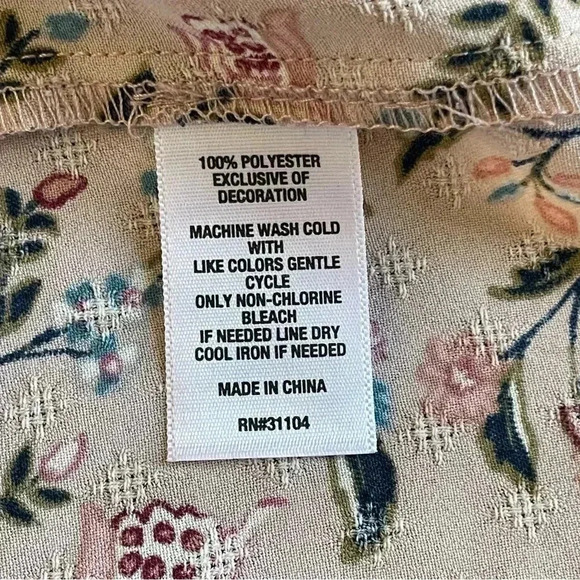 100% POLYESTER
EXCLUSIVE OF
DECORATION
MACHINE WASH COLD
WITH
LIKE COLORS GENTLE
CYCLE
ONLY NON-CHLORINE
BLEACH
IF NEEDED LINE DRY
COOL IRON IF NEEDED
MADE IN CHINA
RN#31104